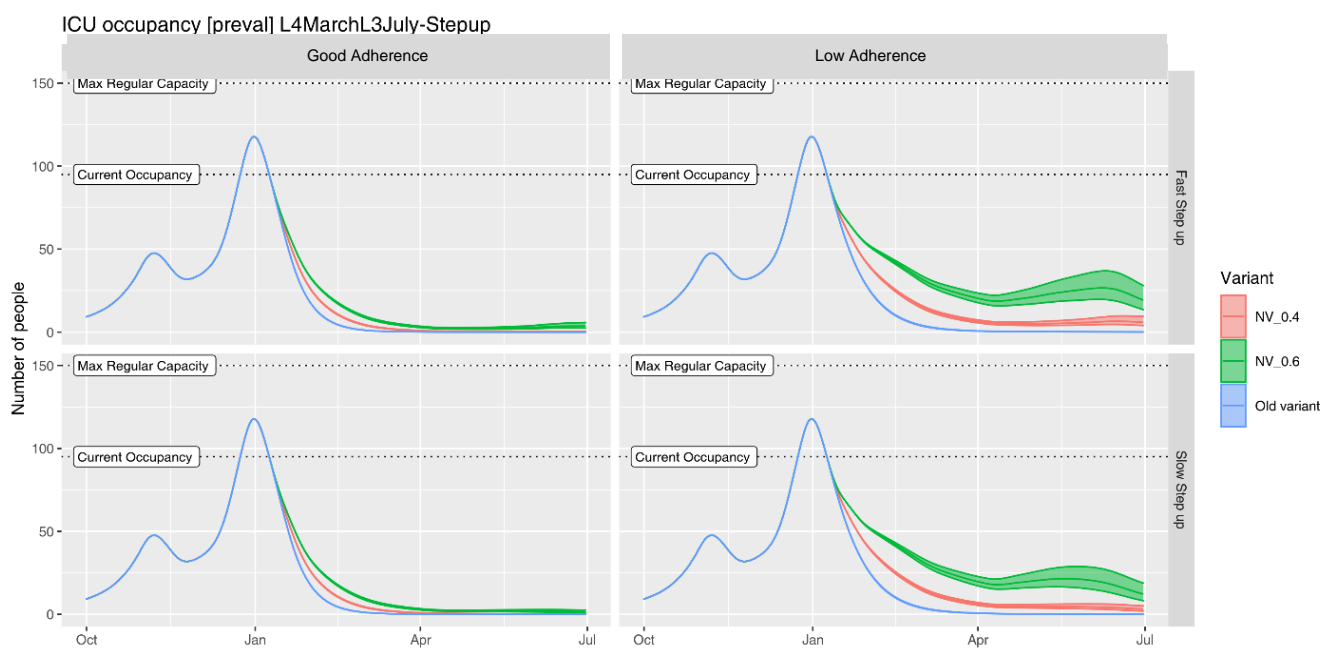 ICU occupancy [preval] L4MarchL3July-Stepup
Good Adherence
Low Adherence
Number of people
150
100
50
0
Max Regular Capacity
Current Occupancy
Max Regular Capacity
Current Occupancy
Fast Step up
150
100
50
0
Max Regular Capacity
Current Occupancy
Max Regular Capacity
Current Occupancy
Slow Step up
Oct Jan Apr Jul
Oct Jan Apr Jul
Variant
NV_0.4
NV_0.6
Old variant